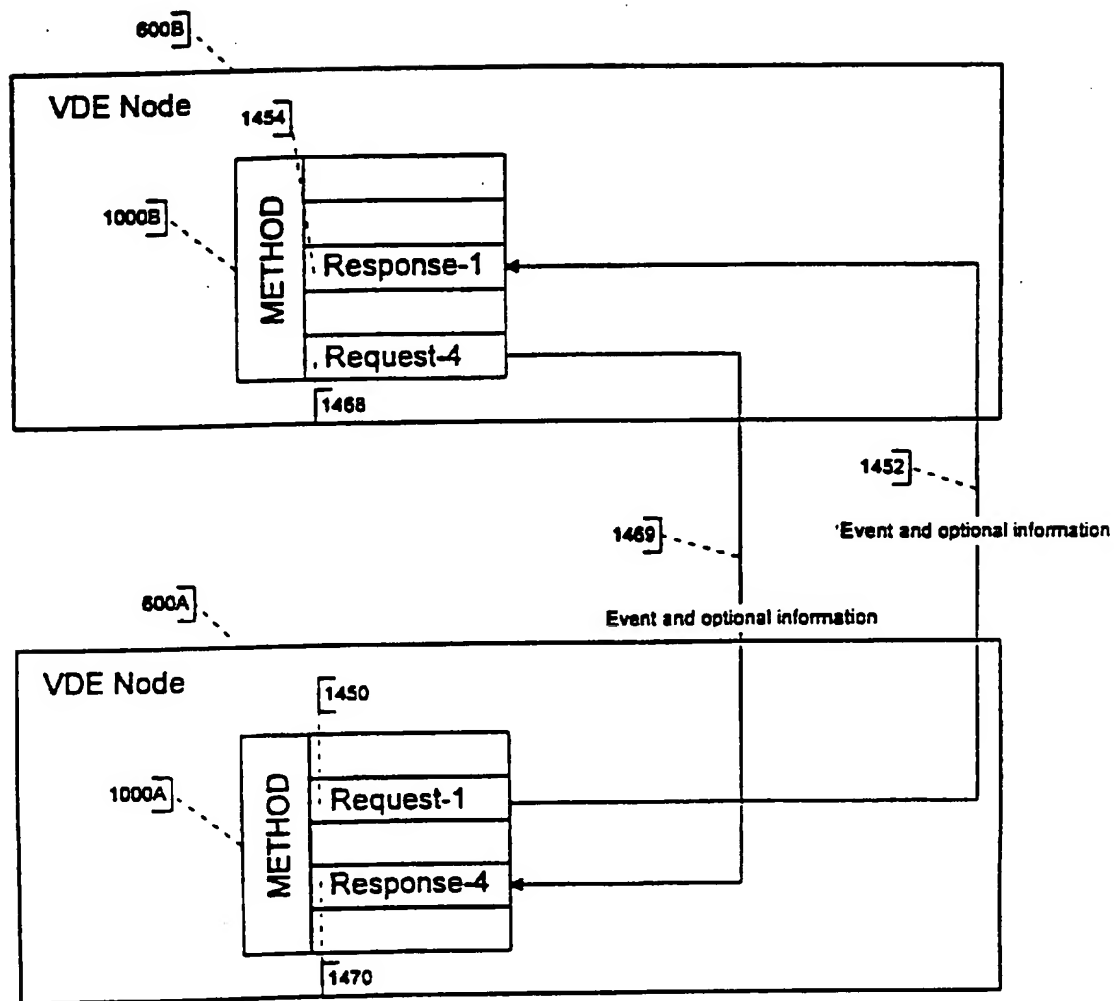 600B
VDE Node
1454
1000B
METHOD
Response-1
Request-4
1468
1452
Event and optional information
1469
Event and optional information
600A
VDE Node
1450
1000A
METHOD
Request-1
Response-4
1470